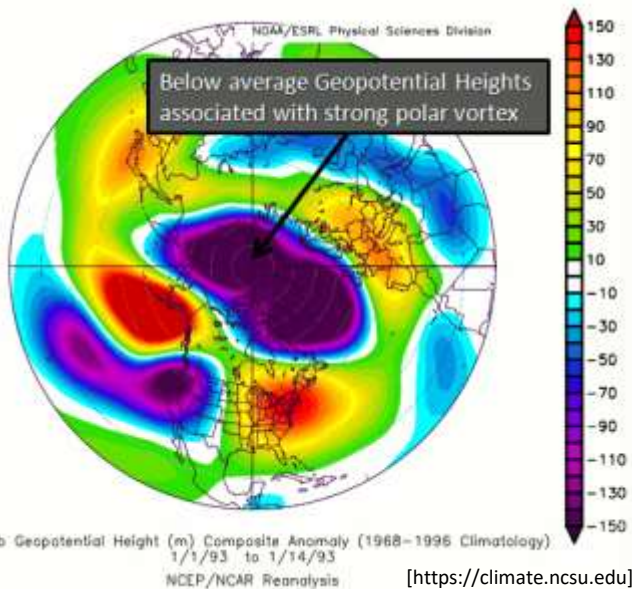 NOAA/ESRL Physical Sciences Division
Below average Geopotential Heights
associated with strong polar vortex
150
130
110
90
70
50
30
10
-10
-30
-50
-70
-90
-110
-130
-150
b Geopotential Height (m) Composite Anomaly (1968-1996 Climatology)
1/1/93 to 1/14/93
NCEP/NCAR Reanalysis
[https://climate.ncsu.edu]